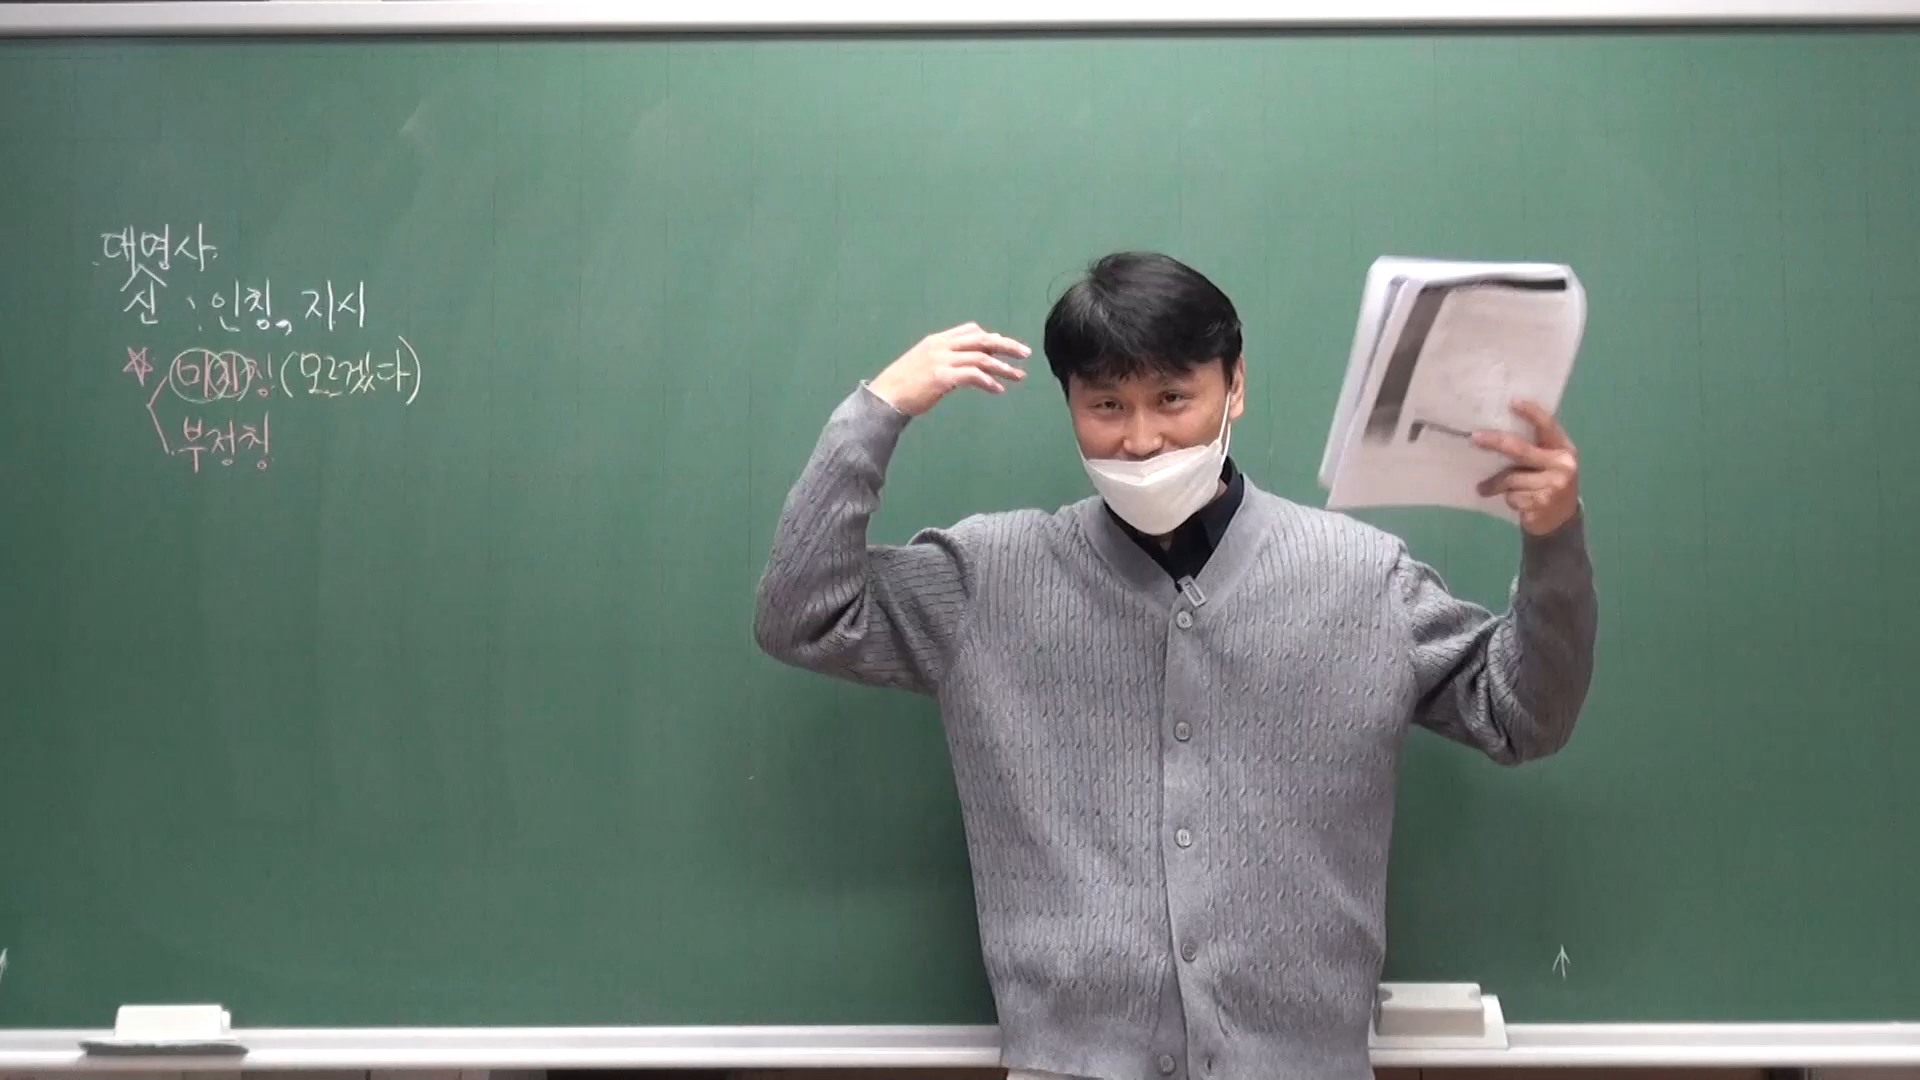 대명사
신 : 인칭, 지시
☆ 미지칭 (모르겠다)
부정칭